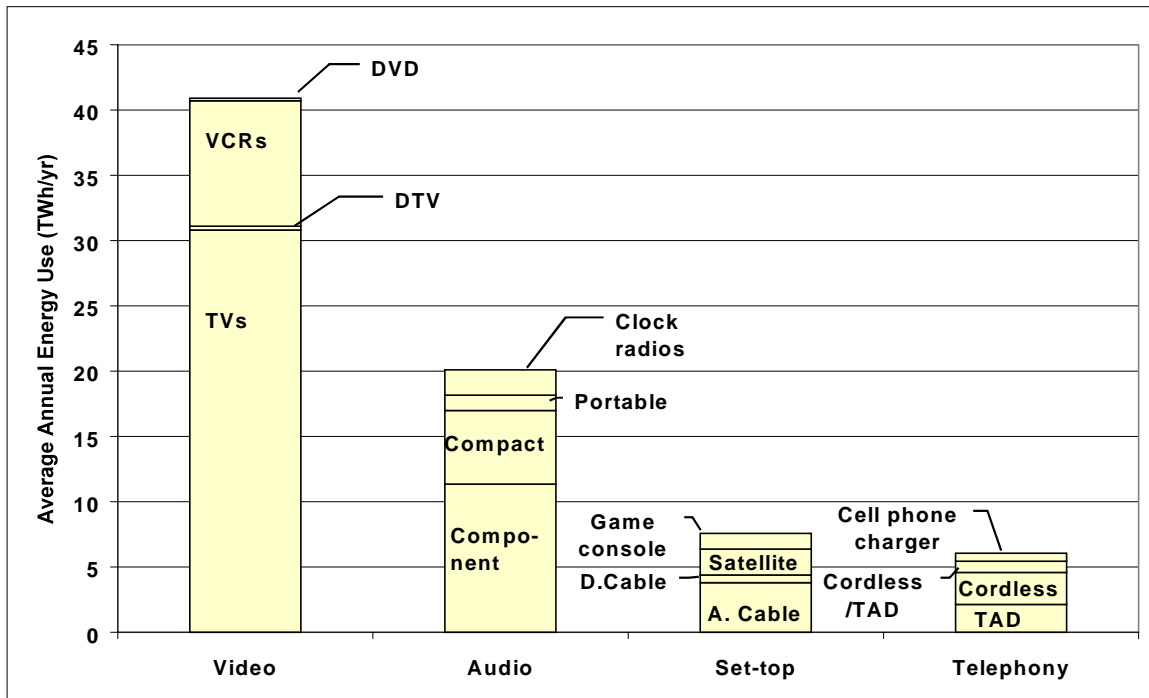 Average Annual Energy Use (TWh/yr)
45
40
35
30
25
20
15
10
5
0
DVD
VCRs
DTV
TVs
Clock
radios
Portable
Compact
Compo-
nent
Game
console
Satellite
D.Cable
A. Cable
Cell phone
charger
Cordless
/TAD
Cordless
TAD
Video
Audio
Set-top
Telephony